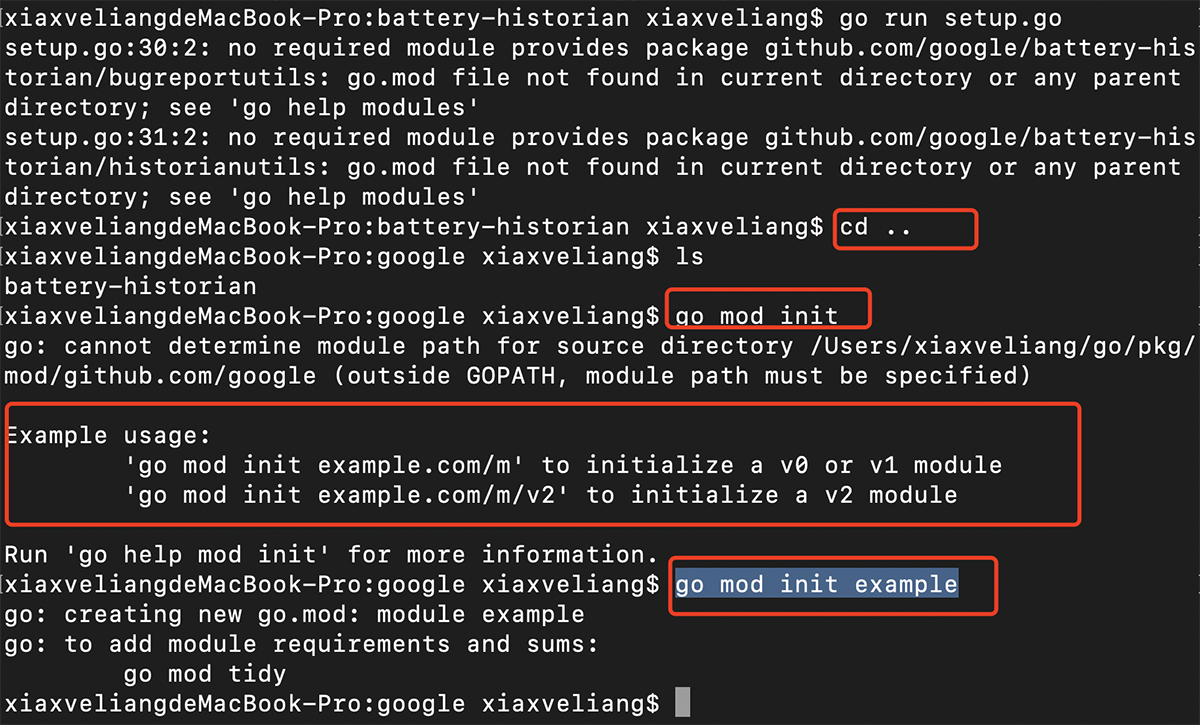 xiaxveliangdeMacBook-Pro:battery-historian xiaxveliang$ go run setup.go
setup.go:30:2: no required module provides package github.com/google/battery-his
torian/bugreportutils: go.mod file not found in current directory or any parent
directory; see 'go help modules'
setup.go:31:2: no required module provides package github.com/google/battery-his
torian/historianutils: go.mod file not found in current directory or any parent
directory; see 'go help modules'
xiaxveliangdeMacBook-Pro:battery-historian xiaxveliang$ cd ..
xiaxveliangdeMacBook-Pro:google xiaxveliang$ ls
battery-historian
xiaxveliangdeMacBook-Pro:google xiaxveliang$ go mod init
go: cannot determine module path for source directory /Users/xiaxveliang/go/pkg/
mod/github.com/google (outside GOPATH, module path must be specified)
Example usage:
'go mod init example.com/m' to initialize a v0 or v1 module
'go mod init example.com/m/v2' to initialize a v2 module
Run 'go help mod init' for more information.
xiaxveliangdeMacBook-Pro:google xiaxveliang$ go mod init example
go: creating new go.mod: module example
go: to add module requirements and sums:
go mod tidy
xiaxveliangdeMacBook-Pro:google xiaxveliang$